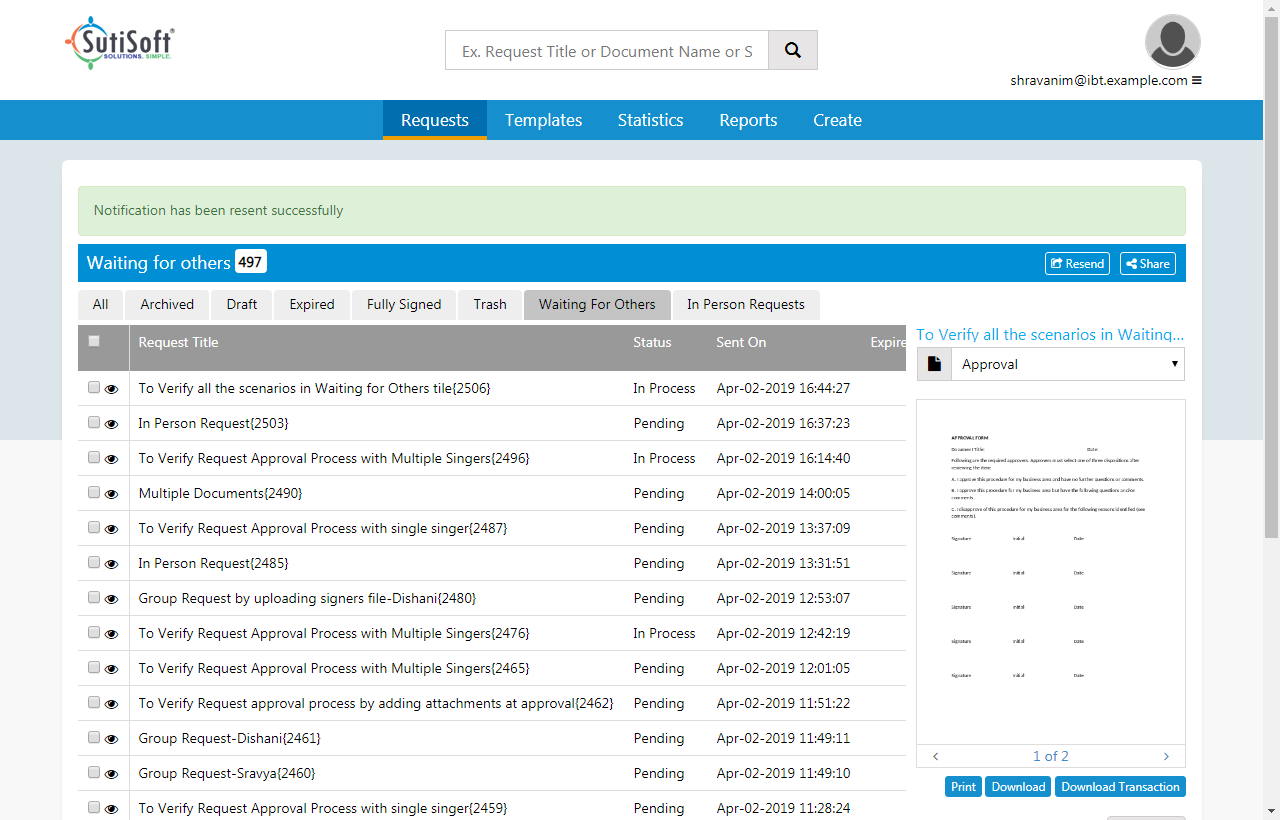 SutiSoft®
SOLUTIONS. SIMPLE.
Ex. Request Title or Document Name or S
shravanim@ibt.example.com
Requests Templates Statistics Reports Create
Notification has been resent successfully
Waiting for others 497 Resend Share
All Archived Draft Expired Fully Signed Trash Waiting For Others In Person Requests
Request Title Status Sent On Expire
To Verify all the scenarios in Waiting for Others tile{2506} In Process Apr-02-2019 16:44:27
In Person Request{2503} Pending Apr-02-2019 16:37:23
To Verify Request Approval Process with Multiple Singers{2496} In Process Apr-02-2019 16:14:40
Multiple Documents{2490} Pending Apr-02-2019 14:00:05
To Verify Request Approval Process with single singer{2487} Pending Apr-02-2019 13:37:09
In Person Request{2485} Pending Apr-02-2019 13:31:51
Group Request by uploading signers file-Dishani{2480} Pending Apr-02-2019 12:53:07
To Verify Request Approval Process with Multiple Singers{2476} In Process Apr-02-2019 12:42:19
To Verify Request Approval Process with Multiple Singers{2465} Pending Apr-02-2019 12:01:05
To Verify Request approval process by adding attachments at approval{2462} Pending Apr-02-2019 11:51:22
Group Request-Dishani{2461} Pending Apr-02-2019 11:49:11
Group Request-Sravya{2460} Pending Apr-02-2019 11:49:10
To Verify Request Approval Process with single singer{2459} Pending Apr-02-2019 11:28:24
To Verify all the scenarios in Waiting...
Approval
APPROVAL FORM
Document Title: Date:
Following are the required approvers. Approvers must select one of three dispositions after
reviewing the item:
A. I approve this procedure for my business area and have no further questions or comments.
B. I approve this procedure for my business area but have the following questions and/or
comments.
C. I disapprove of this procedure for my business area for the following reasons identified (see
comments).
Signature Initial Date
Signature Initial Date
Signature Initial Date
Signature Initial Date
Signature Initial Date
1 of 2
Print Download Download Transaction